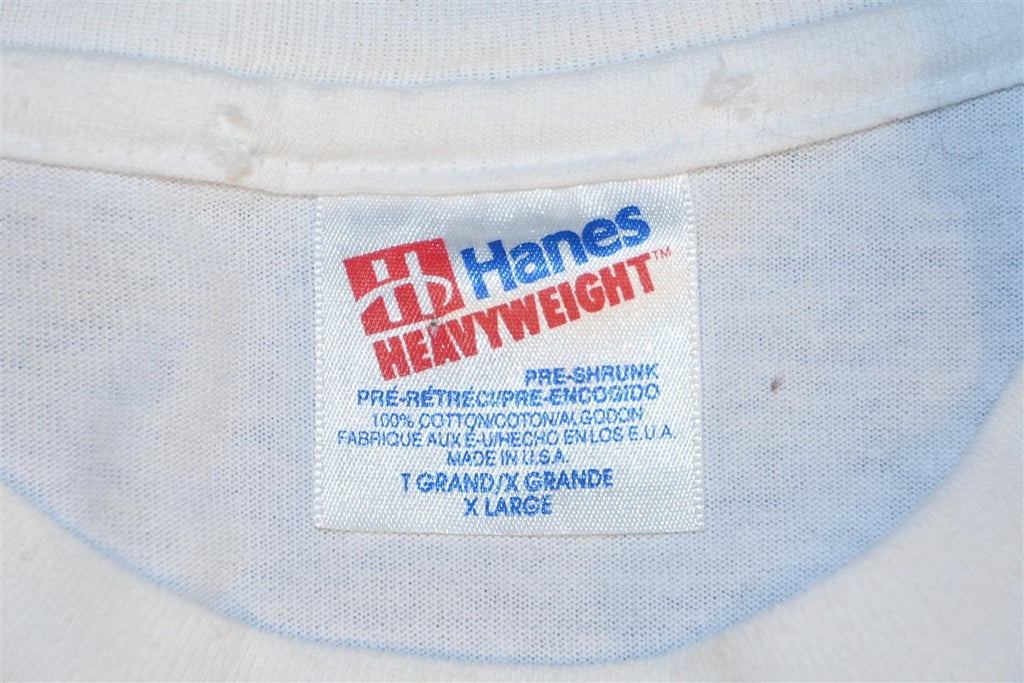 H Hanes
HEAVYWEIGHT™
PRE-SHRUNK
PRÉ-RÉTRÉCI/PRE-ENCOGIDO
100% COTTON/COTON/ALGODON
FABRIQUE AUX É-U/HECHO EN LOS E.U.A.
MADE IN U.S.A.
T GRAND/X GRANDE
X LARGE